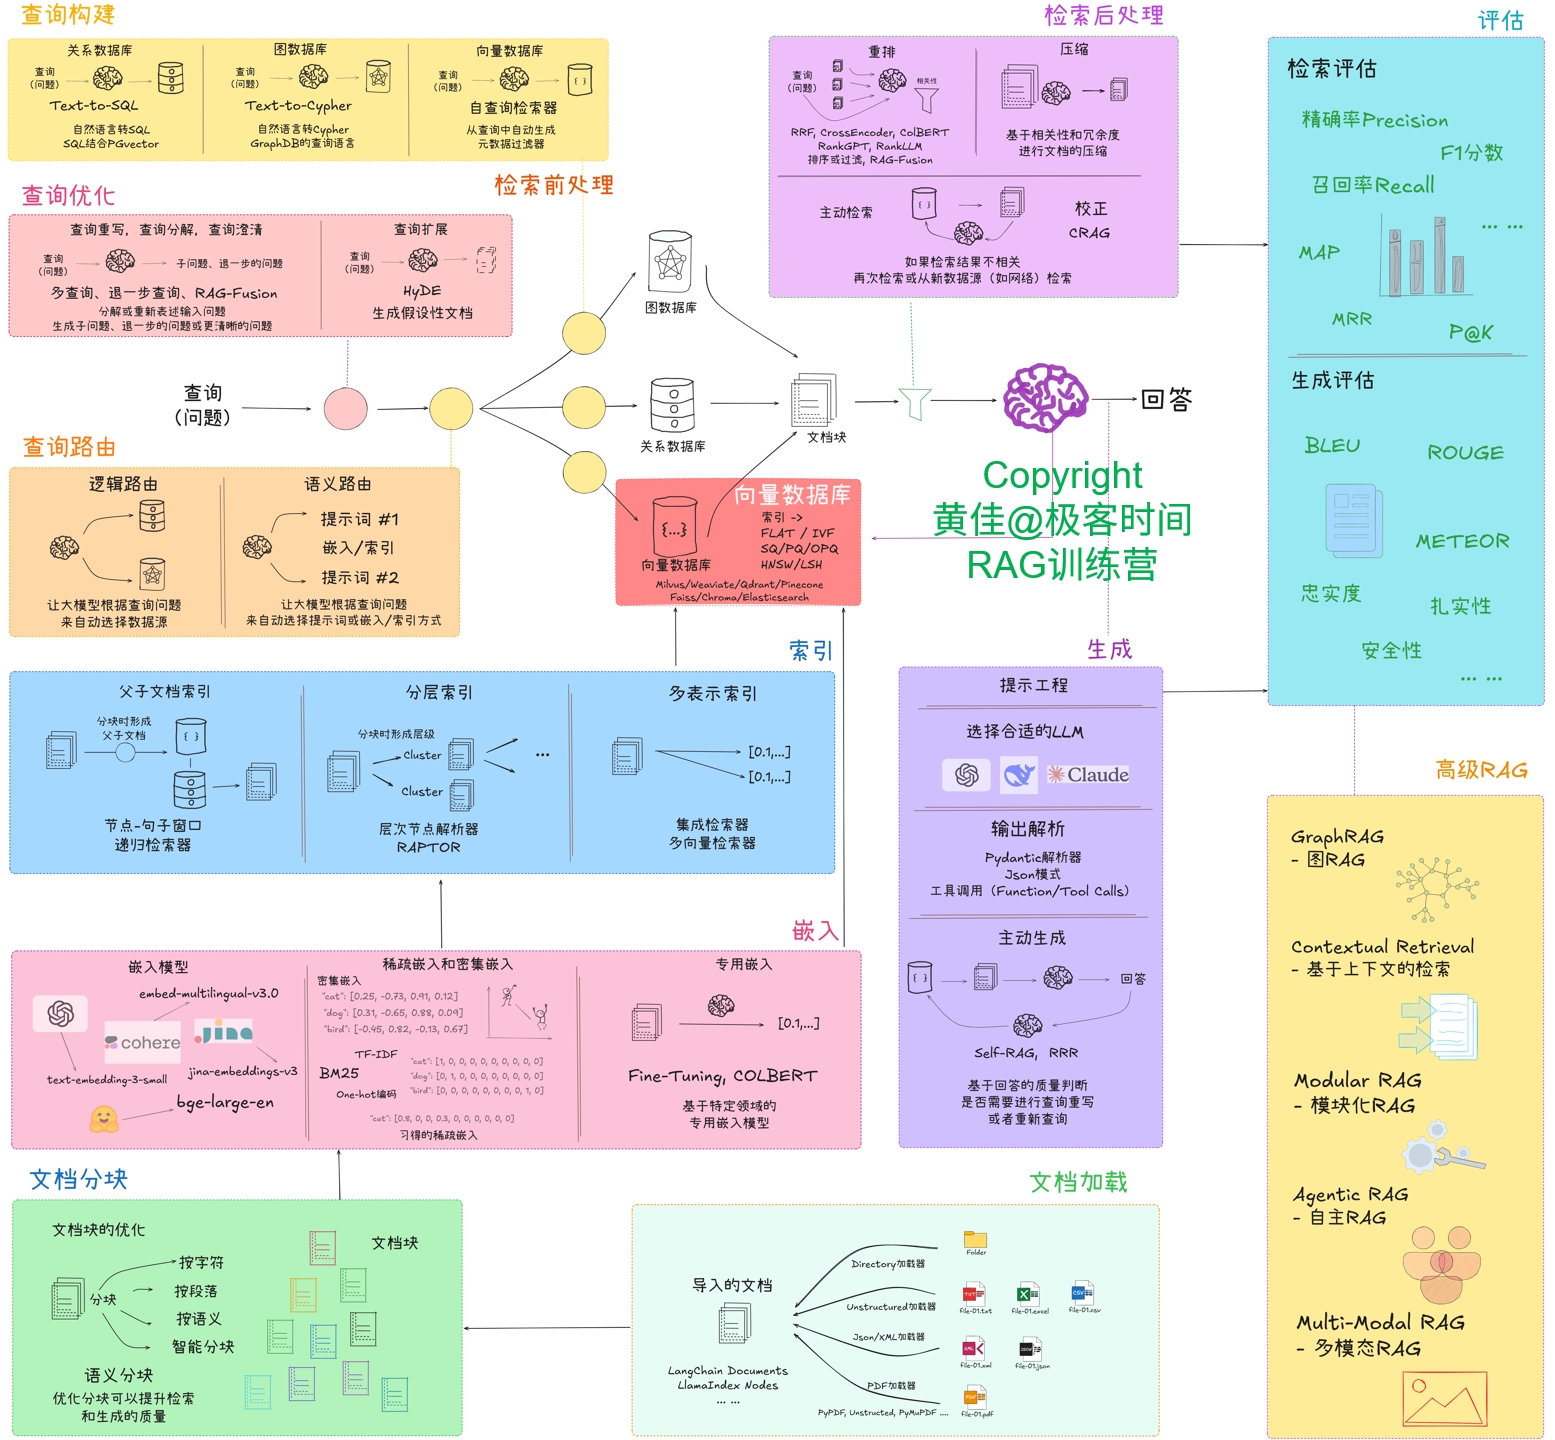 查询构建
关系数据库
查询
(问题)
Text-to-SQL
自然语言转SQL
SQL结合PGvector
图数据库
查询
(问题)
Text-to-Cypher
自然语言转Cypher
GraphDB的查询语言
向量数据库
查询
(问题)
{ }
自查询检索器
从查询中自动生成
元数据过滤器
检索前处理
查询优化
查询重写，查询分解，查询澄清
查询
(问题)
子问题、退一步的问题
多查询、退一步查询、RAG-Fusion
分解或重新表述输入问题
生成子问题、退一步的问题或更清晰的问题
查询扩展
查询
(问题)
HyDE
生成假设性文档
查询
(问题)
图数据库
关系数据库
文档块
回答
查询路由
逻辑路由
让大模型根据查询问题
来自动选择数据源
语义路由
提示词 #1
嵌入/索引
提示词 #2
让大模型根据查询问题
来自动选择提示词或嵌入/索引方式
向量数据库
{...}
向量数据库
索引 ->
FLAT / IVF
SQ/PQ/OPQ
HNSW/LSH
Milvus/Weaviate/Qdrant/Pinecone
Faiss/Chroma/Elasticsearch
Copyright
黄佳@极客时间
RAG训练营
检索后处理
重排
查询
(问题)
相关性
RRF, CrossEncoder, ColBERT
RankGPT, RankLLM
排序或过滤, RAG-Fusion
压缩
基于相关性和冗余度
进行文档的压缩
主动检索
{ }
校正
CRAG
如果检索结果不相关
再次检索或从新数据源（如网络）检索
评估
检索评估
精确率Precision
F1分数
召回率Recall
... ...
MAP
MRR
P@K
生成评估
BLEU
ROUGE
METEOR
忠实度
扎实性
安全性
... ...
索引
父子文档索引
分块时形成
父子文档
{ }
节点-句子窗口
递归检索器
分层索引
分块时形成层级
Cluster
Cluster
...
层次节点解析器
RAPTOR
多表示索引
[0.1,...]
[0.1,...]
集成检索器
多向量检索器
生成
提示工程
选择合适的LLM
Claude
输出解析
Pydantic解析器
Json模式
工具调用（Function/Tool Calls）
主动生成
{ }
回答
Self-RAG, RRR
基于回答的质量判断
是否需要进行查询重写
或者重新查询
高级RAG
GraphRAG
- 图RAG
Contextual Retrieval
- 基于上下文的检索
Modular RAG
- 模块化RAG
Agentic RAG
- 自主RAG
Multi-Modal RAG
- 多模态RAG
嵌入
嵌入模型
embed-multilingual-v3.0
cohere
jina
text-embedding-3-small
jina-embeddings-v3
bge-large-en
稀疏嵌入和密集嵌入
密集嵌入
"cat": [0.25, -0.73, 0.91, 0.12]
"dog": [0.31, -0.65, 0.88, 0.09]
"bird": [-0.45, 0.82, -0.13, 0.67]
TF-IDF
BM25
One-hot编码
"cat": [1, 0, 0, 0, 0, 0, 0, 0, 0, 0]
"dog": [0, 1, 0, 0, 0, 0, 0, 0, 0, 0]
"bird": [0, 0, 0, 0, 0, 0, 0, 0, 1, 0]
"cat": [0.8, 0, 0, 0.3, 0, 0, 0, 0, 0, 0]
习得的稀疏嵌入
专用嵌入
[0.1,...]
Fine-Tuning, COLBERT
基于特定领域的
专用嵌入模型
文档分块
文档块的优化
分块
按字符
按段落
按语义
智能分块
文档块
语义分块
优化分块可以提升检索
和生成的质量
文档加载
导入的文档
LangChain Documents
LlamaIndex Nodes
... ...
Directory加载器
Folder
Unstructured加载器
TXT
file-01.txt
X
file-01.excel
CSV
file-01.csv
Json/XML加载器
XML
file-01.xml
JSON
file-01.json
PDF加载器
PDF
file-01.pdf
PyPDF, Unstructed, PyMuPDF ....